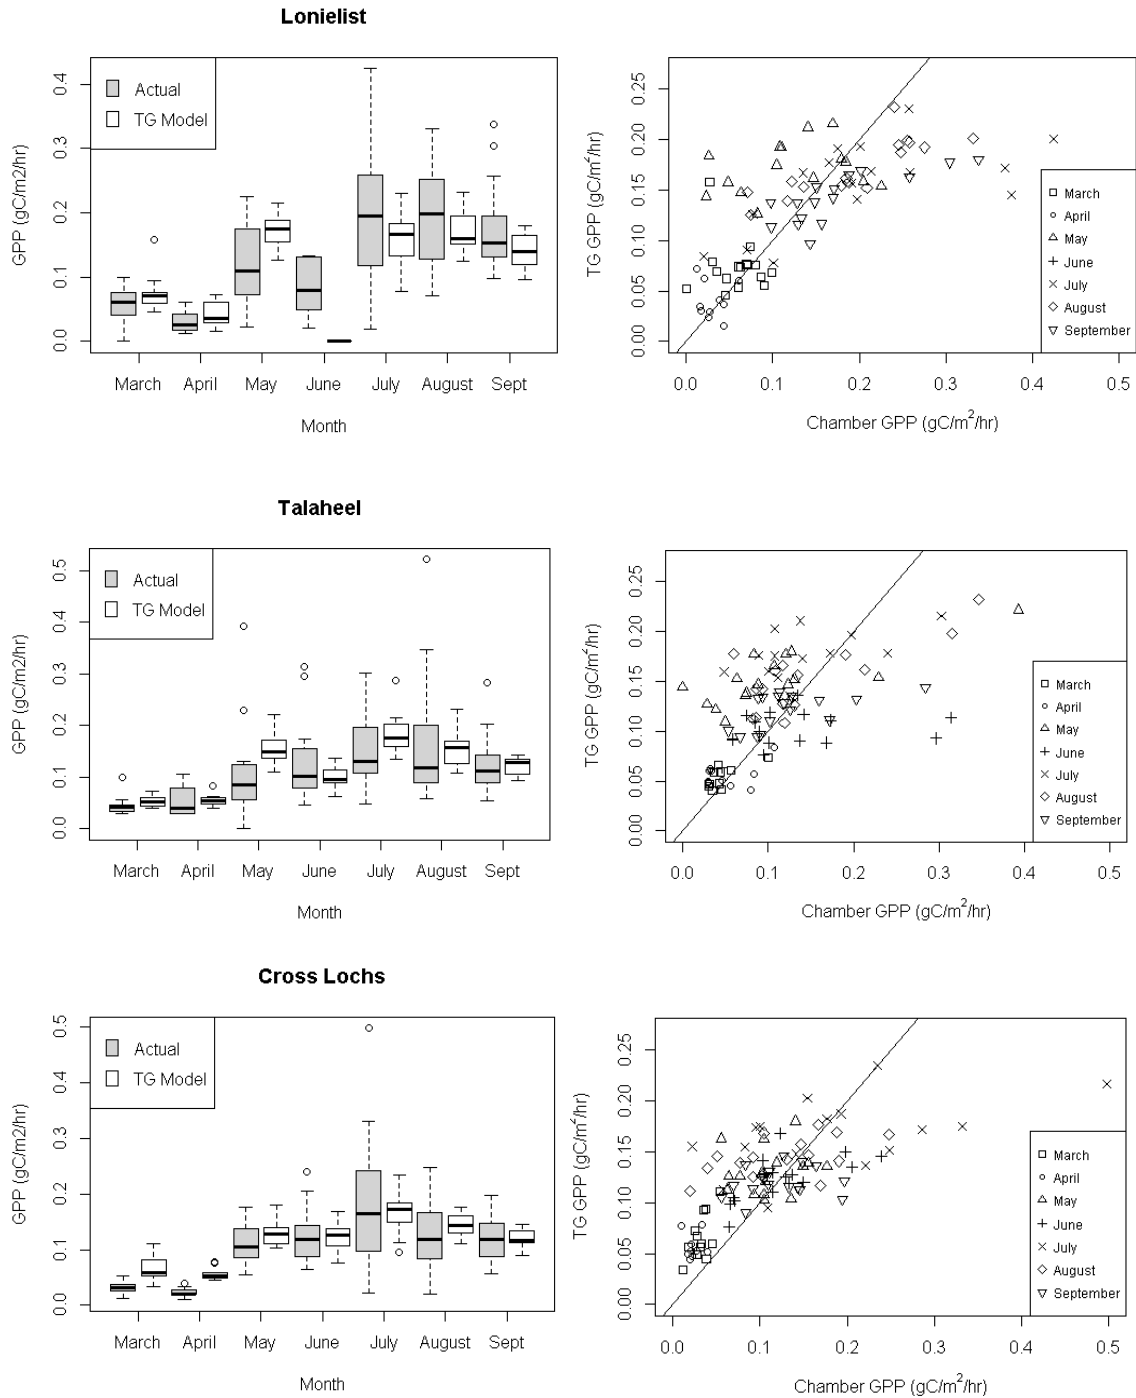 Lonielist
GPP (gC/m2/hr)
0.4
0.3
0.2
0.1
0.0
Actual
TG Model
March April May June July August Sept
Month
TG GPP (gC/m²/hr)
0.25
0.20
0.15
0.10
0.05
0.00
March
April
May
June
July
August
September
0.0 0.1 0.2 0.3 0.4 0.5
Chamber GPP (gC/m²/hr)
Talaheel
GPP (gC/m2/hr)
0.5
0.4
0.3
0.2
0.1
0.0
Actual
TG Model
March April May June July August Sept
Month
TG GPP (gC/m²/hr)
0.25
0.20
0.15
0.10
0.05
0.00
March
April
May
June
July
August
September
0.0 0.1 0.2 0.3 0.4 0.5
Chamber GPP (gC/m²/hr)
Cross Lochs
GPP (gC/m2/hr)
0.5
0.4
0.3
0.2
0.1
0.0
Actual
TG Model
March April May June July August Sept
Month
TG GPP (gC/m²/hr)
0.25
0.20
0.15
0.10
0.05
0.00
March
April
May
June
July
August
September
0.0 0.1 0.2 0.3 0.4 0.5
Chamber GPP (gC/m²/hr)